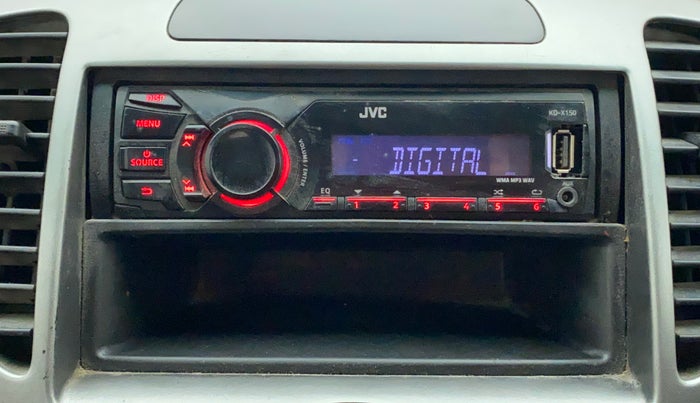 DISP
JVC
KD-X150
MENU
VOLUME / ENTER
SOURCE
- DIGITAL _
WMA MP3 WAV
EQ
AUX
1 2 3 4 5 6